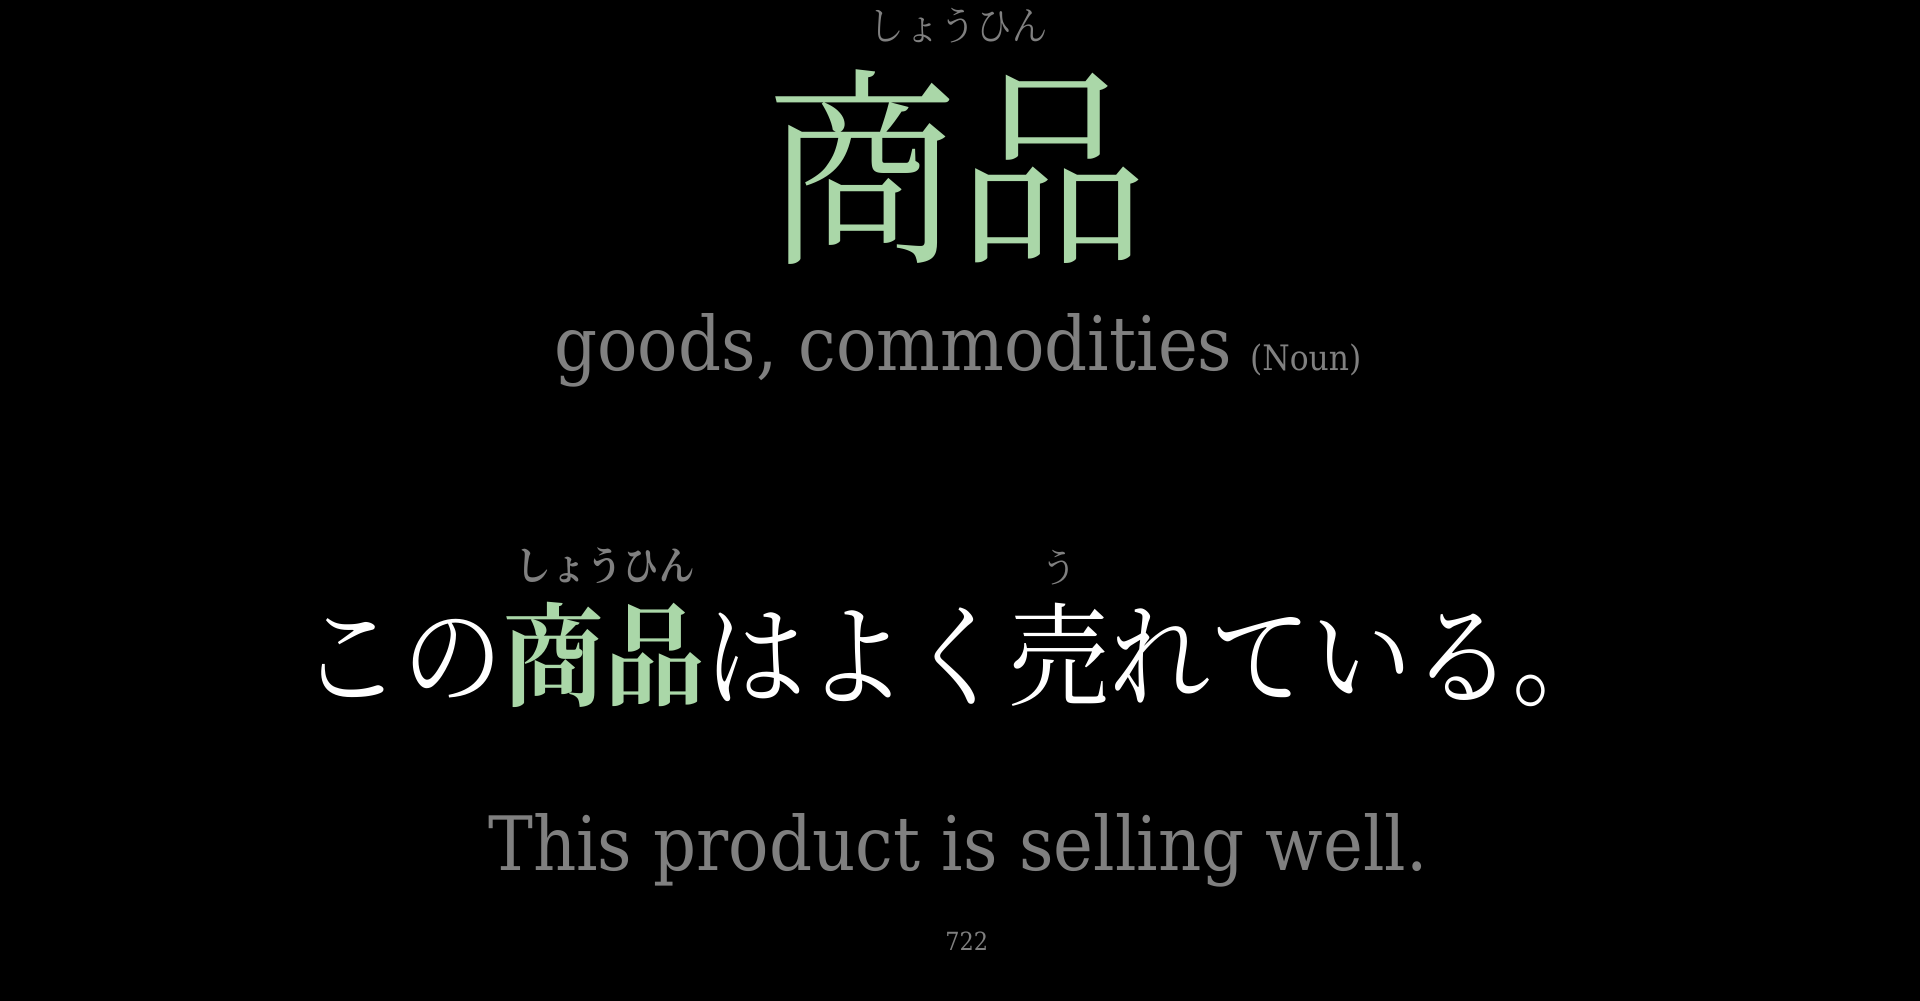 しょうひん
商品
goods, commodities (Noun)
しょうひん う
この商品はよく売れている。
This product is selling well.
722